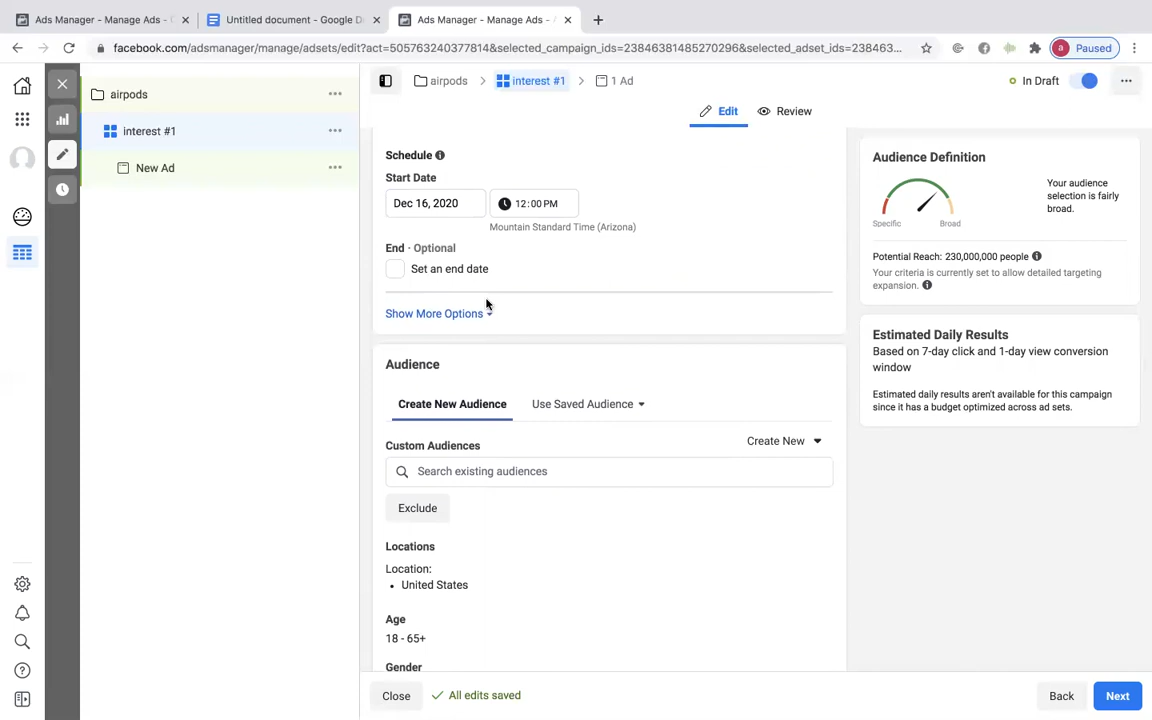 Ads Manager - Manage Ads -
Untitled document - Google D
Ads Manager - Manage Ads -
facebook.com/adsmanager/manage/adsets/edit?act=505763240377814&selected_campaign_ids=23846381485270296&selected_adset_ids=238463...
a
Paused
airpods
interest #1
New Ad
airpods
interest #1
1 Ad
In Draft
Edit
Review
Schedule
Start Date
Dec 16, 2020
12:00 PM
Mountain Standard Time (Arizona)
End · Optional
Set an end date
Show More Options
Audience
Create New Audience
Use Saved Audience
Custom Audiences
Create New
Search existing audiences
Exclude
Locations
Location:
• United States
Age
18 - 65+
Gender
Close
All edits saved
Back
Next
Audience Definition
Your audience
selection is fairly
broad.
Specific
Broad
Potential Reach: 230,000,000 people
Your criteria is currently set to allow detailed targeting
expansion.
Estimated Daily Results
Based on 7-day click and 1-day view conversion
window
Estimated daily results aren't available for this campaign
since it has a budget optimized across ad sets.